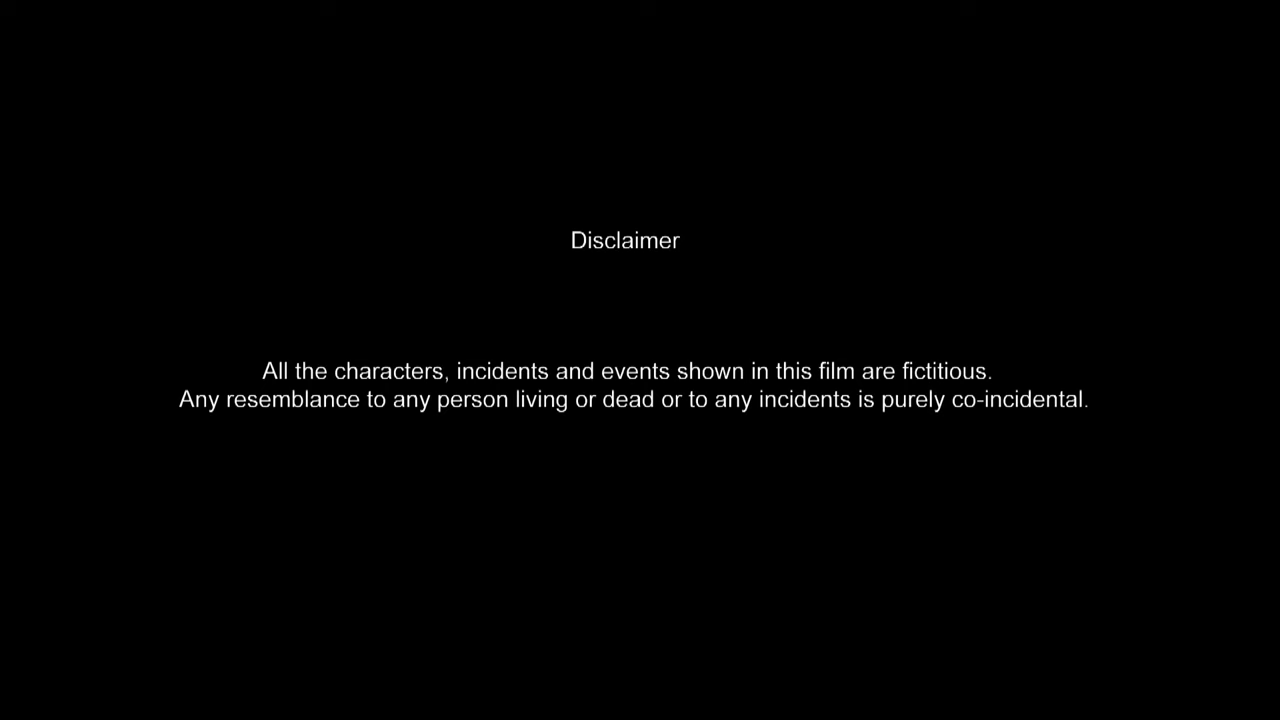 Disclaimer
All the characters, incidents and events shown in this film are fictitious.
Any resemblance to any person living or dead or to any incidents is purely co-incidental.